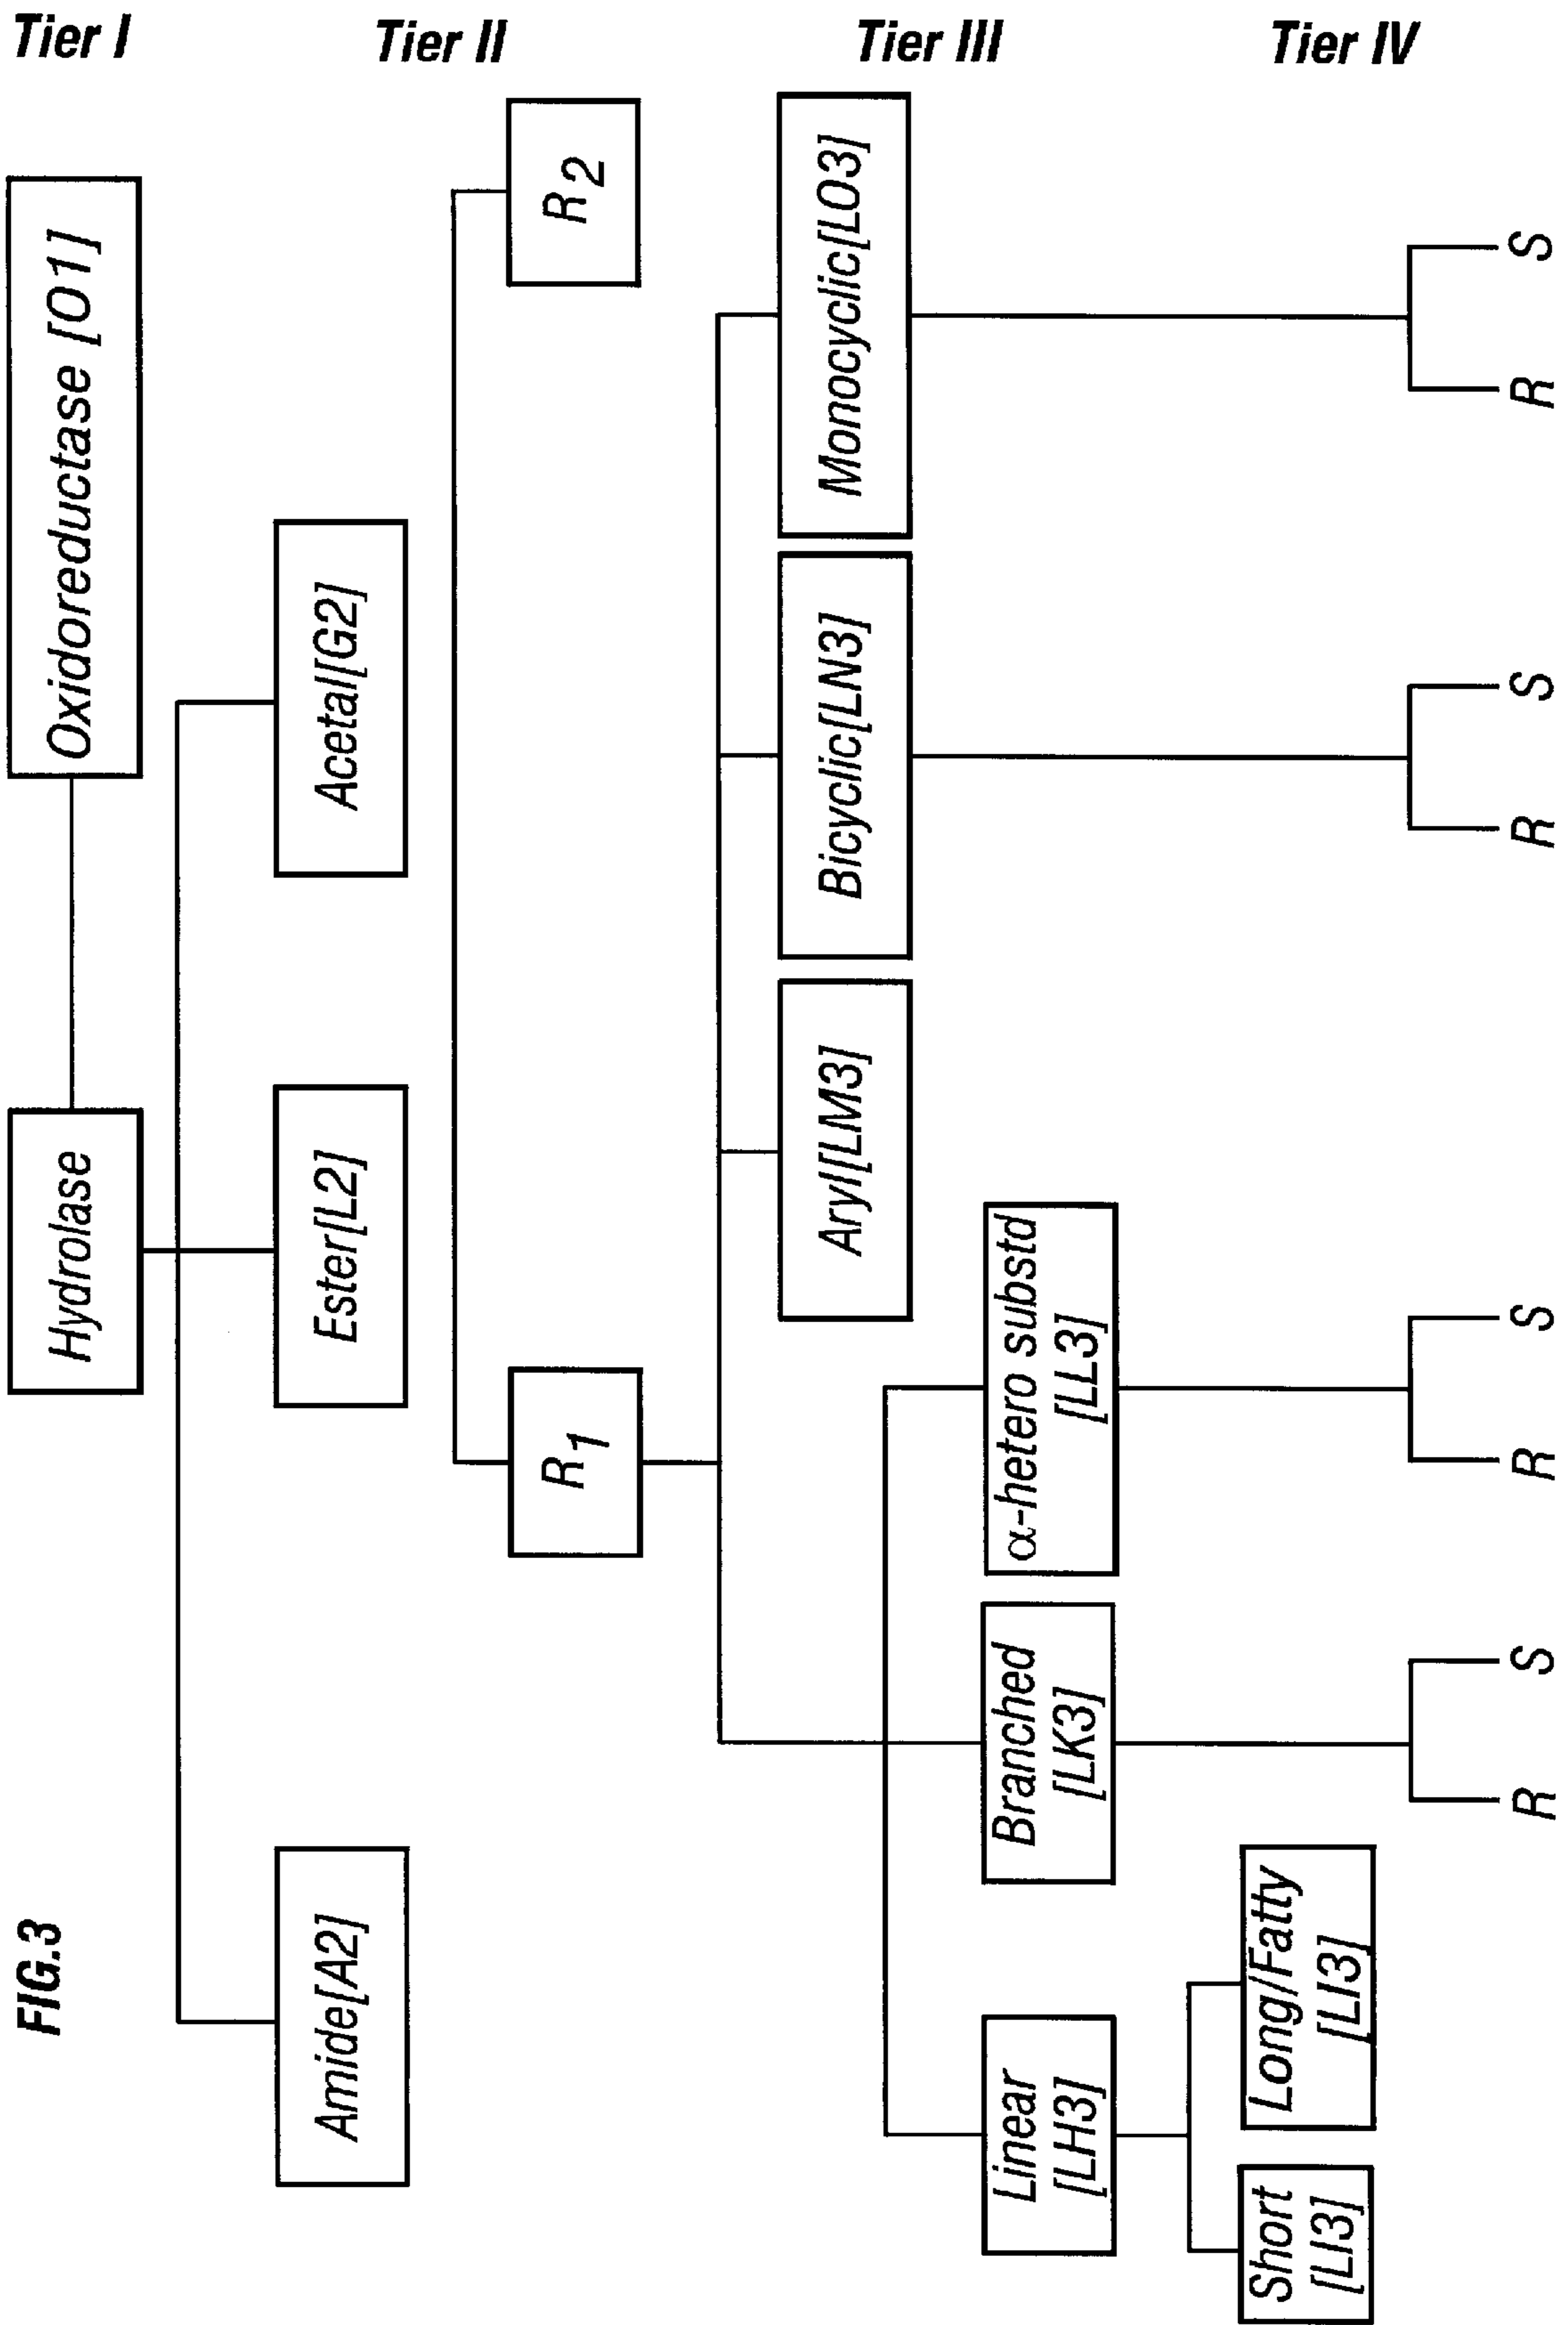 FIG.3
Tier I
Hydrolase
Oxidoreductase [O1]
Amide[A2]
Ester[L2]
Acetal[G2]
Tier II
R1
R2
Tier III
Aryl[LM3]
Bicyclic[LN3]
Monocyclic[LO3]
Linear
[LH3]
Branched
[LK3]
α-hetero substd
[LL3]
Tier IV
Short
[LI3]
Long/Fatty
[LI3]
R S R S R S R S